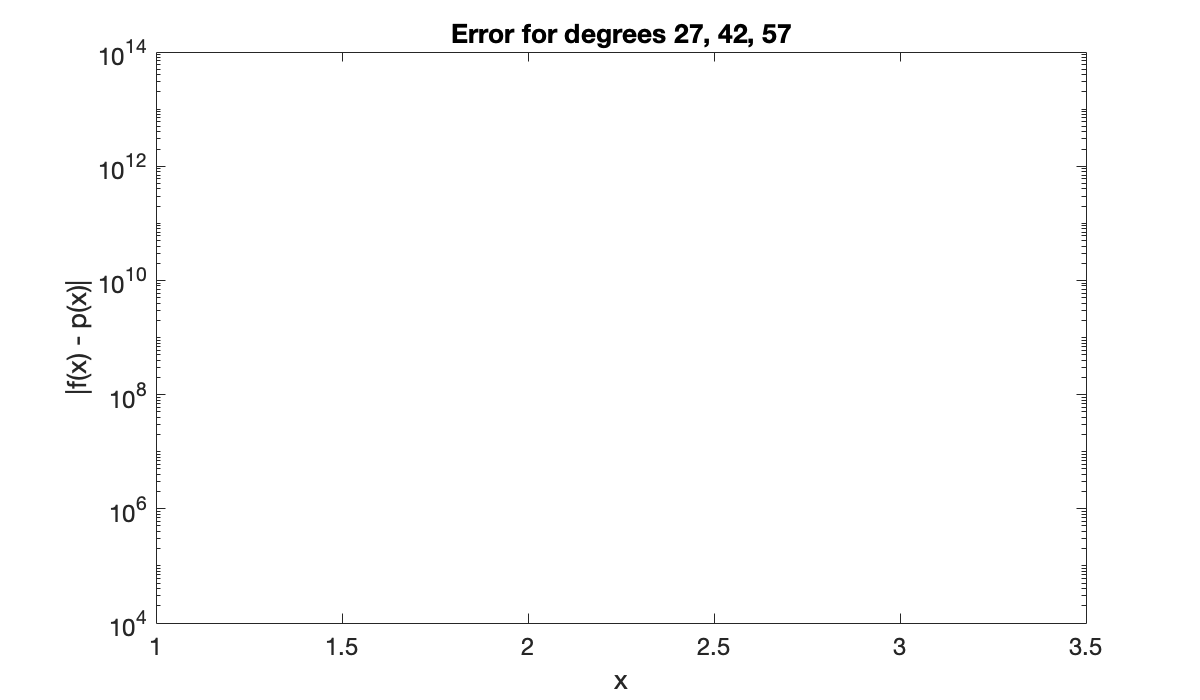 Error for degrees 27, 42, 57
|f(x) - p(x)|
10^14
10^12
10^10
10^8
10^6
10^4
1 1.5 2 2.5 3 3.5
x